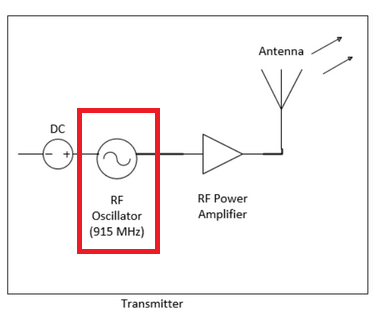 Antenna
DC
− +
RF
Oscillator
(915 MHz)
RF Power
Amplifier
Transmitter